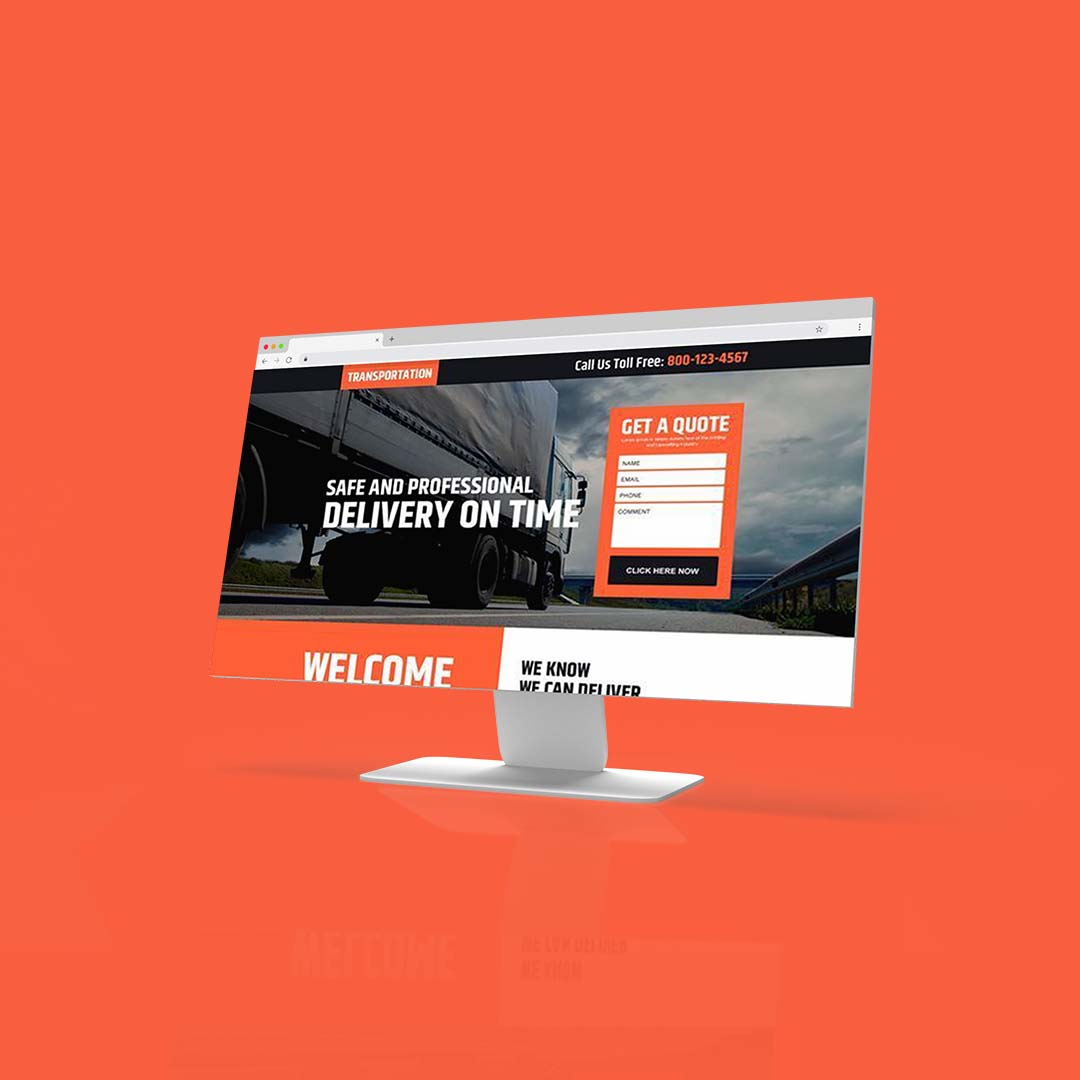 TRANSPORTATION
Call Us Toll Free: 800-123-4567
SAFE AND PROFESSIONAL
DELIVERY ON TIME
GET A QUOTE
NAME
EMAIL
PHONE
COMMENT
CLICK HERE NOW
WELCOME
WE KNOW
WE CAN DELIVER